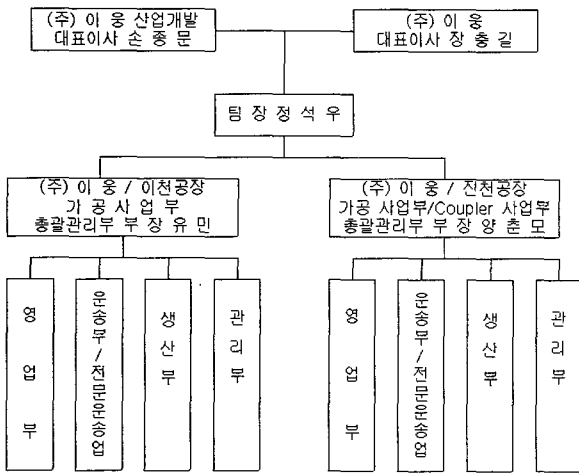 (주) 이 웅 산업개발
대표이사 손 종 문
(주) 이 웅
대표이사 장 충 길
팀 장 정 석 우
(주) 이 웅 / 이천공장
가 공 사 업 부
총괄관리부 부 장 유 민
(주) 이 웅 / 진천공장
가공 사업부/Coupler 사업부
총괄관리부 부 장 양 춘 모
영 업 부
운송부/전문운송업
생 산 부
관 리 부
영 업 부
운송부/전문운송업
생 산 부
관 리 부